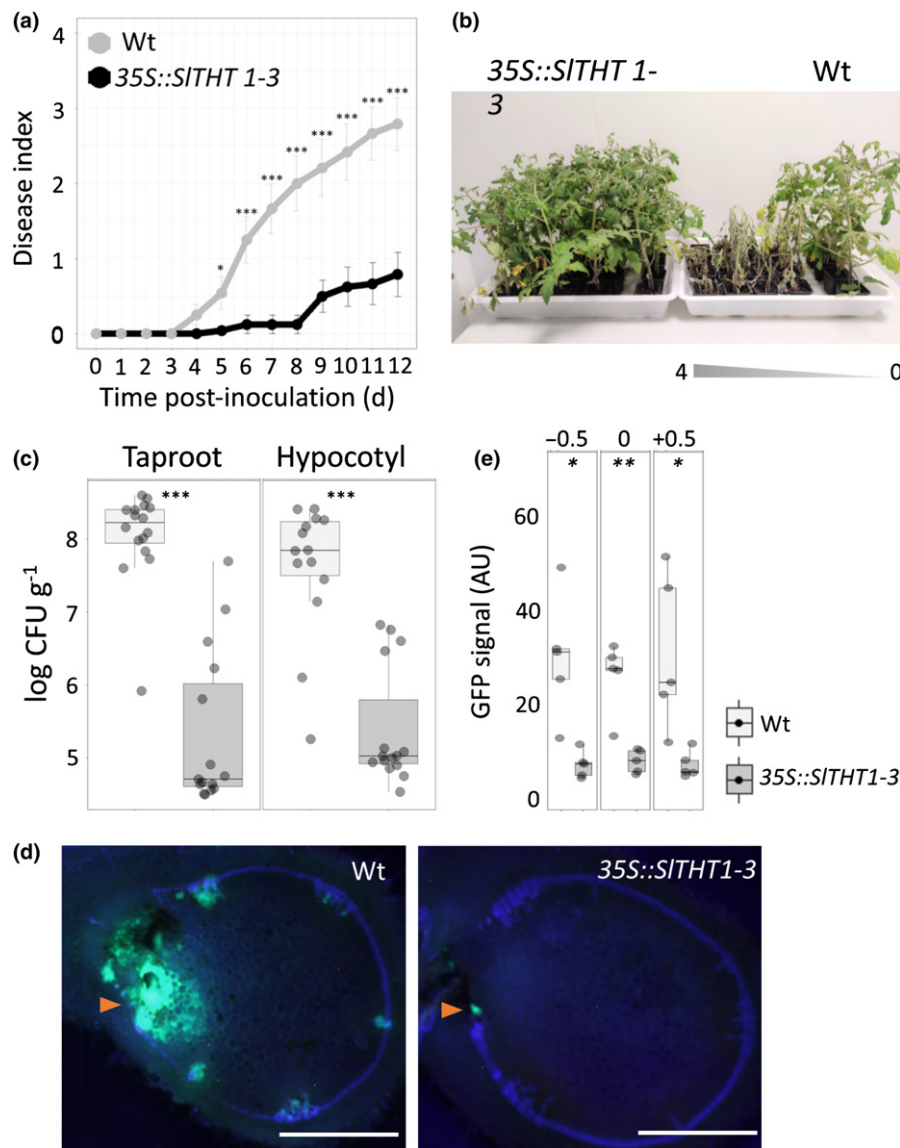 (a)
4
3
2
1
0
Disease index
Wt
35S::SlTHT 1-3
*
***
***
***
***
***
***
***
0 1 2 3 4 5 6 7 8 9 10 11 12
Time post-inoculation (d)
(b)
35S::SlTHT 1-
3
Wt
4 0
(c)
Taproot Hypocotyl
*** ***
8
7
6
5
log CFU g-1
(e)
−0.5 0 +0.5
* ** *
60
40
20
0
GFP signal (AU)
Wt
35S::SlTHT1-3
(d)
Wt
35S::SlTHT1-3